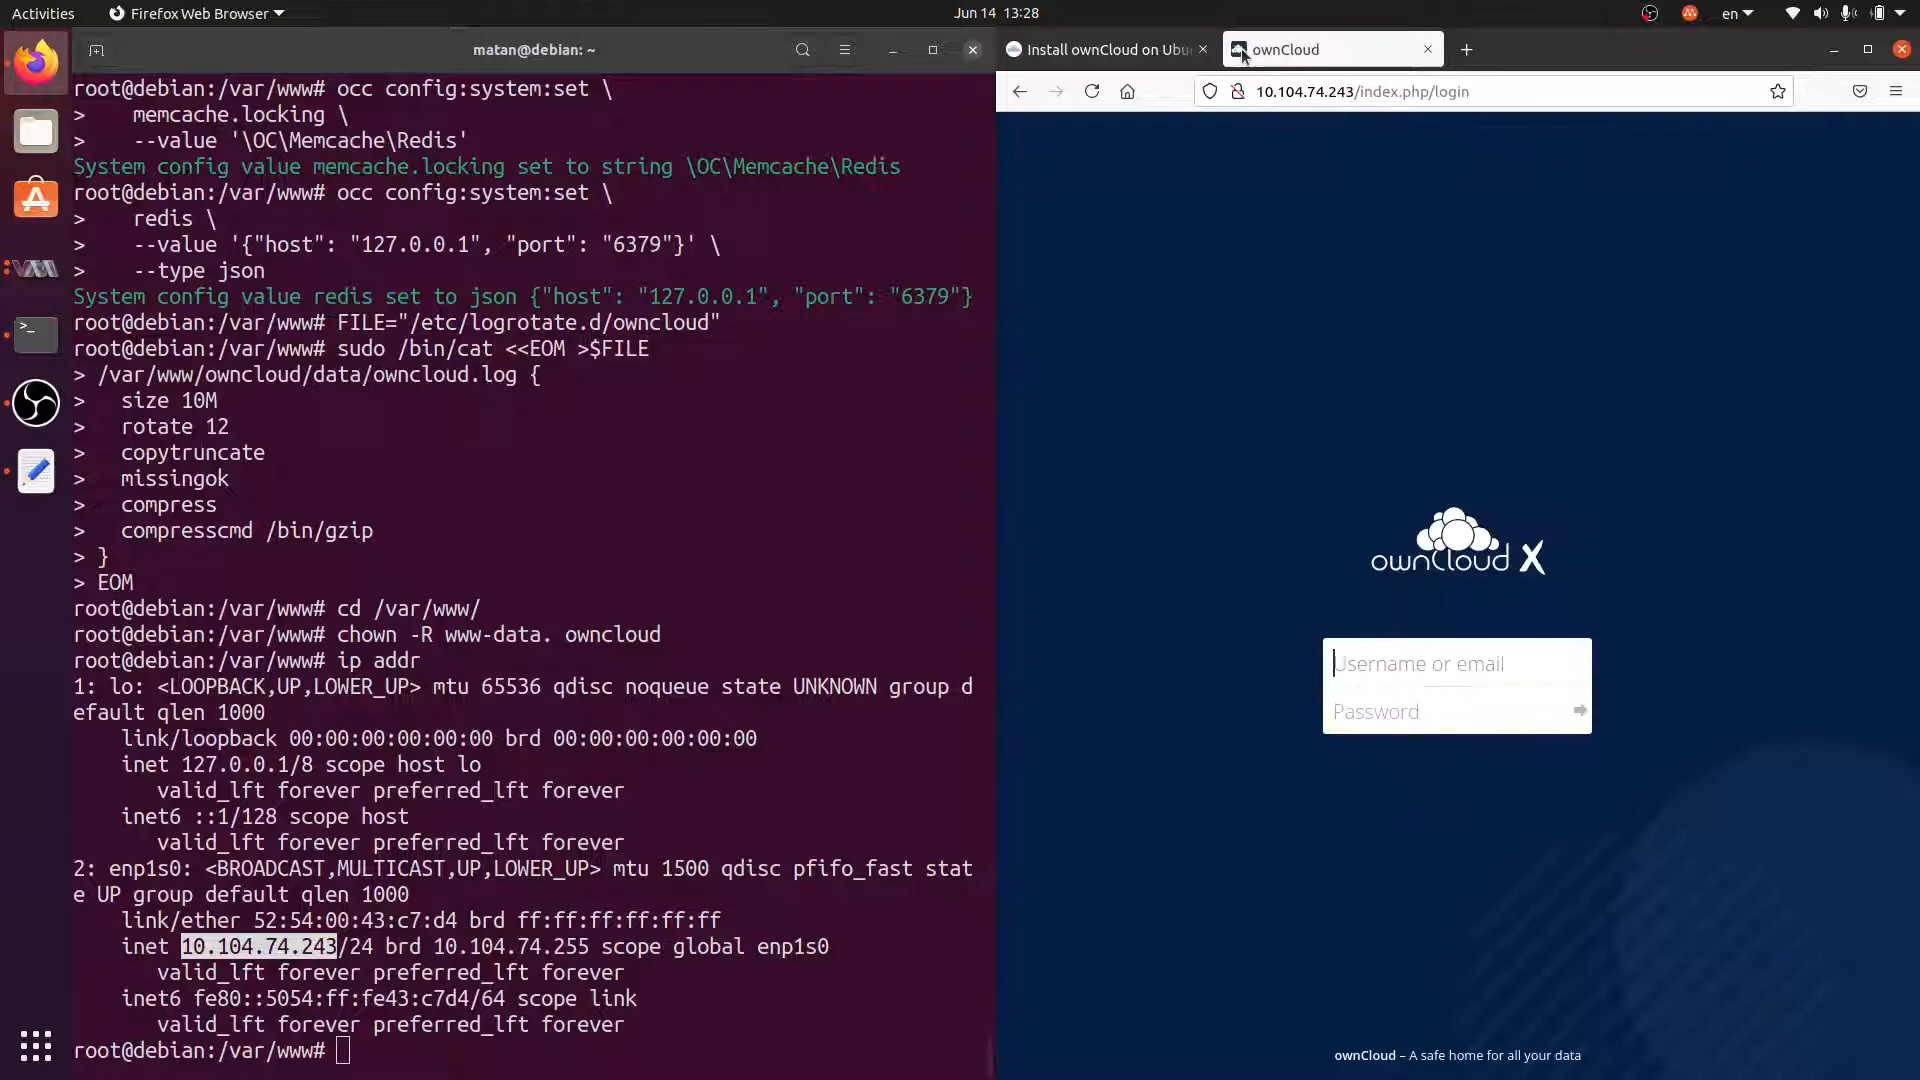 Activities
Firefox Web Browser
Jun 14  13:28
en
matan@debian: ~
Install ownCloud on Ubu
ownCloud
10.104.74.243/index.php/login
root@debian:/var/www# occ config:system:set \
>    memcache.locking \
>    --value '\OC\Memcache\Redis'
System config value memcache.locking set to string \OC\Memcache\Redis
root@debian:/var/www# occ config:system:set \
>    redis \
>    --value '{"host": "127.0.0.1", "port": "6379"}' \
>    --type json
System config value redis set to json {"host": "127.0.0.1", "port": "6379"}
root@debian:/var/www# FILE="/etc/logrotate.d/owncloud"
root@debian:/var/www# sudo /bin/cat <<EOM >$FILE
> /var/www/owncloud/data/owncloud.log {
>   size 10M
>   rotate 12
>   copytruncate
>   missingok
>   compress
>   compresscmd /bin/gzip
> }
> EOM
root@debian:/var/www# cd /var/www/
root@debian:/var/www# chown -R www-data. owncloud
root@debian:/var/www# ip addr
1: lo: <LOOPBACK,UP,LOWER_UP> mtu 65536 qdisc noqueue state UNKNOWN group d
efault qlen 1000
    link/loopback 00:00:00:00:00:00 brd 00:00:00:00:00:00
    inet 127.0.0.1/8 scope host lo
       valid_lft forever preferred_lft forever
    inet6 ::1/128 scope host
       valid_lft forever preferred_lft forever
2: enp1s0: <BROADCAST,MULTICAST,UP,LOWER_UP> mtu 1500 qdisc pfifo_fast stat
e UP group default qlen 1000
    link/ether 52:54:00:43:c7:d4 brd ff:ff:ff:ff:ff:ff
    inet 10.104.74.243/24 brd 10.104.74.255 scope global enp1s0
       valid_lft forever preferred_lft forever
    inet6 fe80::5054:ff:fe43:c7d4/64 scope link
       valid_lft forever preferred_lft forever
root@debian:/var/www#
ownCloud X
Username or email
Password
ownCloud – A safe home for all your data